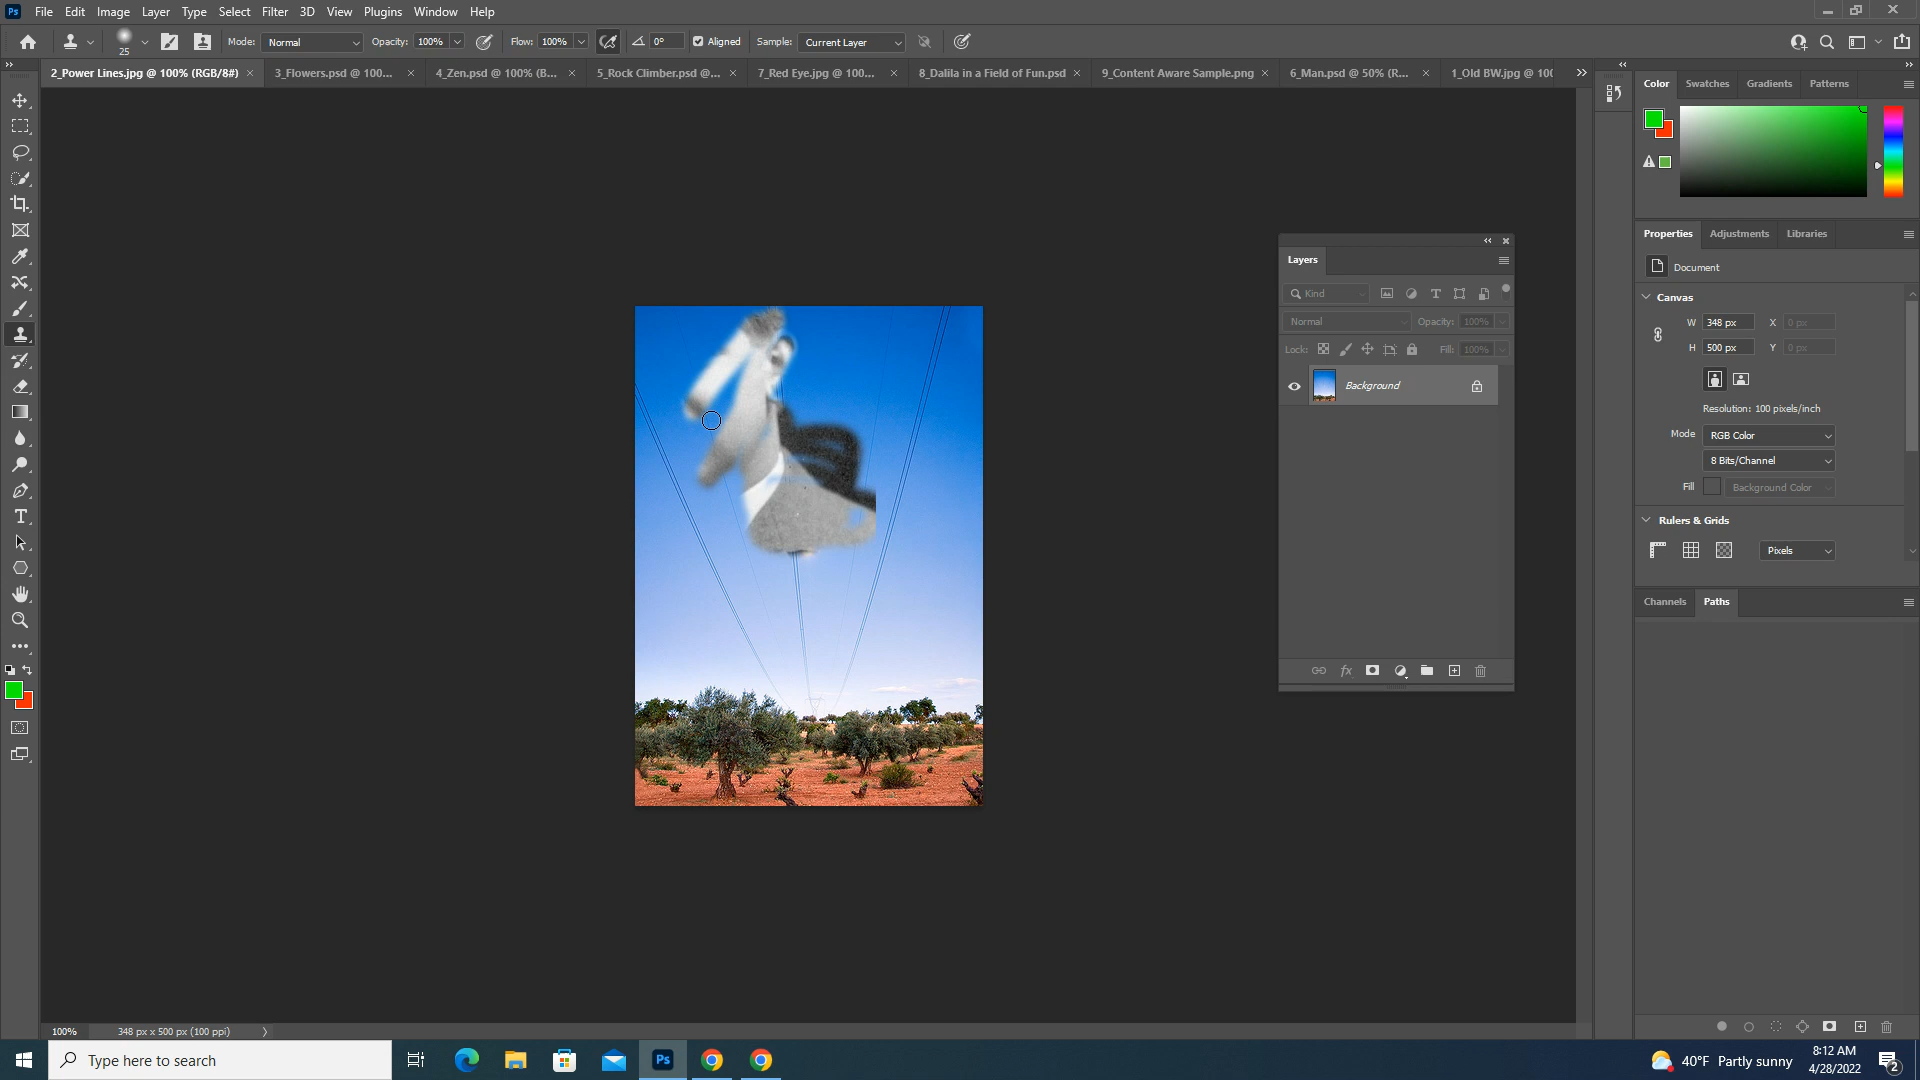 Ps File Edit Image Layer Type Select Filter 3D View Plugins Window Help
25 Mode: Normal Opacity: 100% Flow: 100% 0° Aligned Sample: Current Layer
2_Power Lines.jpg @ 100% (RGB/8#) × 3_Flowers.psd @ 100... × 4_Zen.psd @ 100% (B... × 5_Rock Climber.psd @,... × 7_Red Eye.jpg @ 100... × 8_Dalila in a Field of Fun.psd × 9_Content Aware Sample.png × 6_Man.psd @ 50% (R... × 1_Old BW.jpg @ 100
Color Swatches Gradients Patterns
Layers
Kind
Normal Opacity: 100%
Lock: Fill: 100%
Background
fx
Properties Adjustments Libraries
Document
Canvas
W 348 px X 0 px
H 500 px Y 0 px
Resolution: 100 pixels/inch
Mode RGB Color
8 Bits/Channel
Fill Background Color
Rulers & Grids
Pixels
Channels Paths
100% 348 px x 500 px (100 ppi)
Type here to search
Ps
40°F Partly sunny
8:12 AM
4/28/2022
2